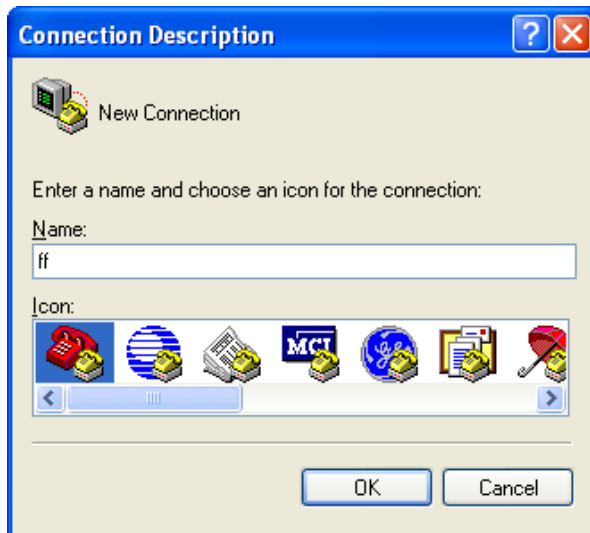 Connection Description
New Connection
Enter a name and choose an icon for the connection:
Name:
ff
Icon:
MCI
OK Cancel